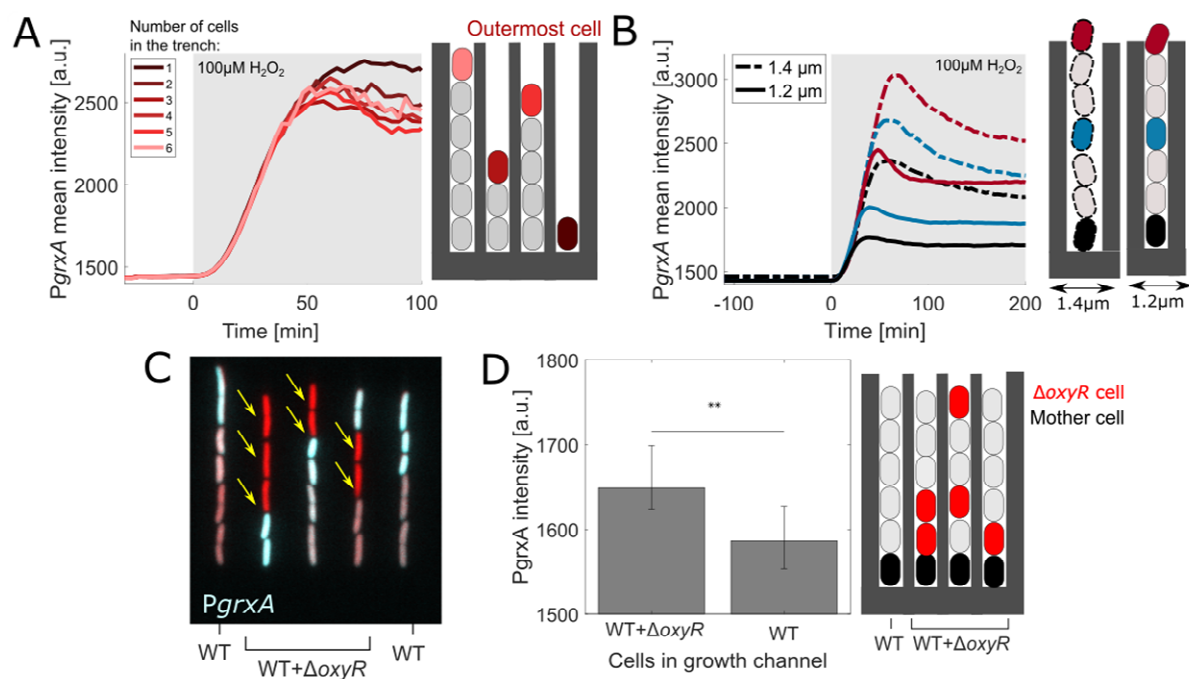 A
Number of cells
in the trench:
1
2
3
4
5
6
100µM H₂O₂
Outermost cell
PgrxA mean intensity [a.u.]
2500
2000
1500
0
50
100
Time [min]
B
1.4 µm
1.2 µm
100µM H₂O₂
PgrxA mean intensity [a.u.]
3000
2500
2000
1500
-100
0
100
200
Time [min]
1.4µm
1.2µm
C
PgrxA
WT
WT+ΔoxyR
WT
D
PgrxA intensity [a.u.]
1800
1700
1600
1500
**
WT+ΔoxyR
WT
Cells in growth channel
ΔoxyR cell
Mother cell
WT
WT+ΔoxyR